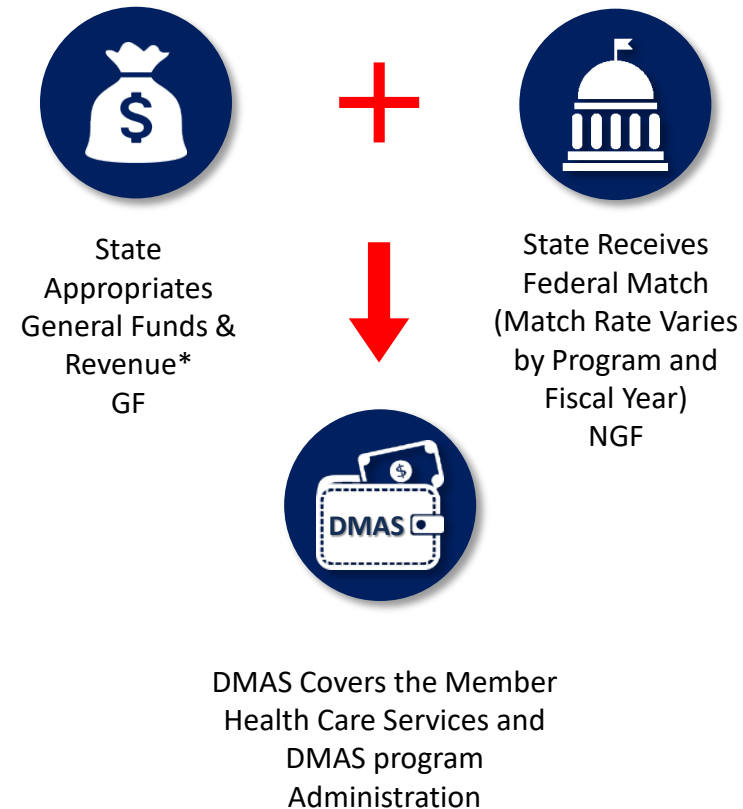 $
State
Appropriates
General Funds &
Revenue*
GF
State Receives
Federal Match
(Match Rate Varies
by Program and
Fiscal Year)
NGF
$
DMAS
DMAS Covers the Member
Health Care Services and
DMAS program
Administration